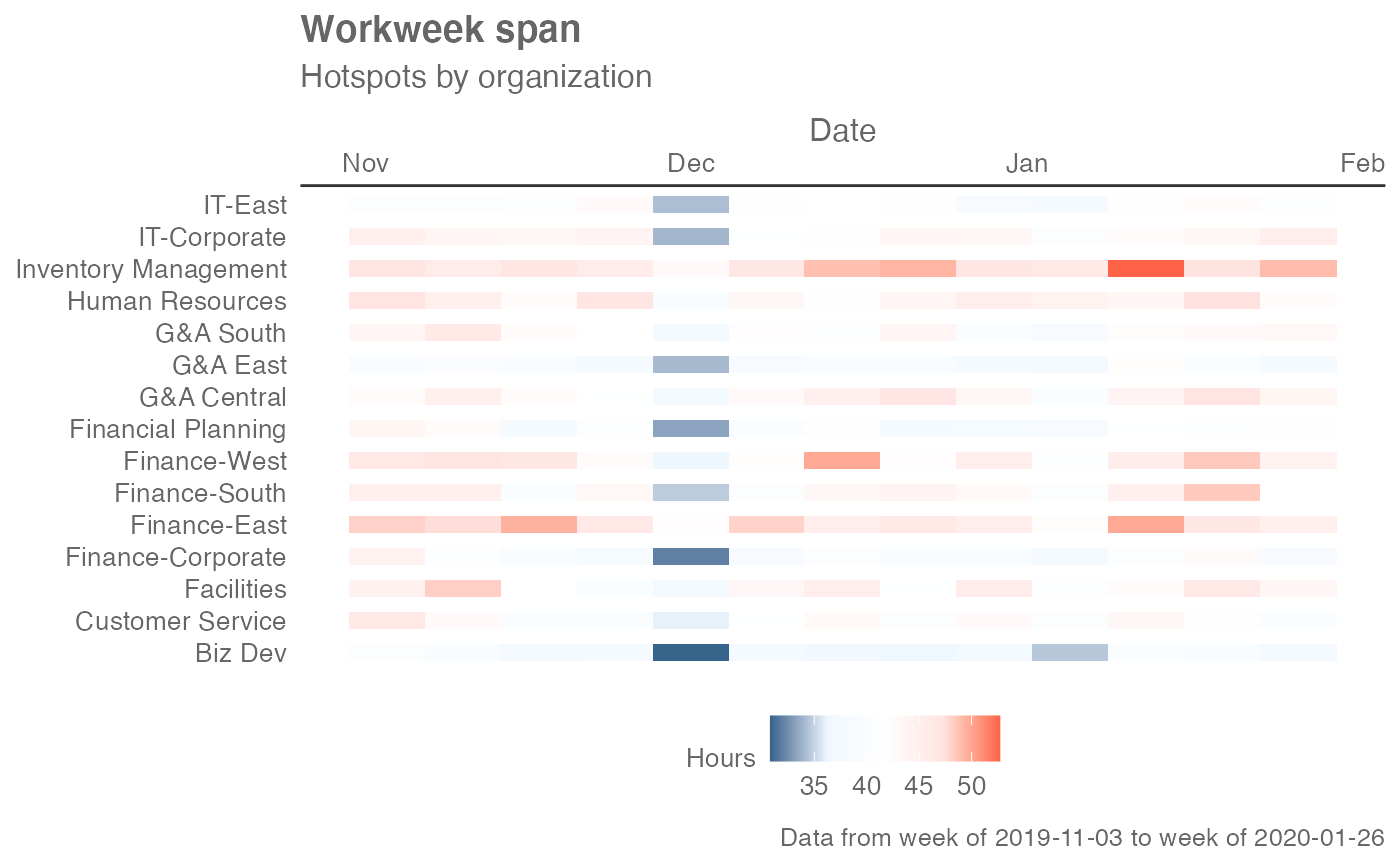 Workweek span
Hotspots by organization
Date
Nov Dec Jan Feb
IT-East
IT-Corporate
Inventory Management
Human Resources
G&A South
G&A East
G&A Central
Financial Planning
Finance-West
Finance-South
Finance-East
Finance-Corporate
Facilities
Customer Service
Biz Dev
Hours
35 40 45 50
Data from week of 2019-11-03 to week of 2020-01-26